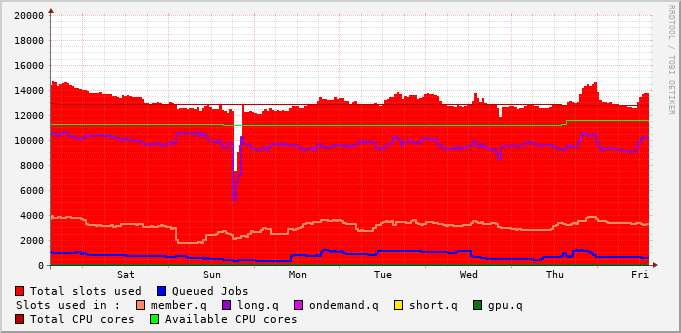 20000
18000
16000
14000
12000
10000
8000
6000
4000
2000
0
Sat Sun Mon Tue Wed Thu Fri
RRDTOOL / TOBI OETIKER
Total slots used Queued Jobs
Slots used in : member.q long.q ondemand.q short.q gpu.q
Total CPU cores Available CPU cores